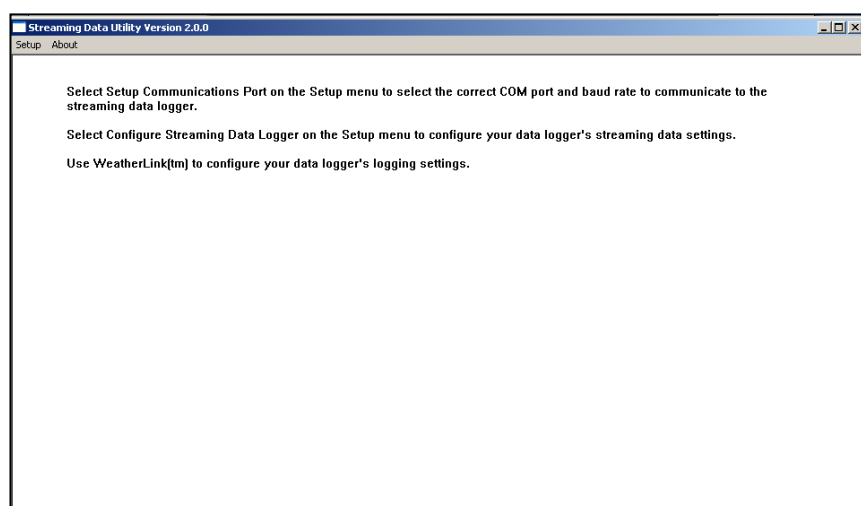 Streaming Data Utility Version 2.0.0
Setup About
Select Setup Communications Port on the Setup menu to select the correct COM port and baud rate to communicate to the
streaming data logger.
Select Configure Streaming Data Logger on the Setup menu to configure your data logger's streaming data settings.
Use WeatherLink(tm) to configure your data logger's logging settings.